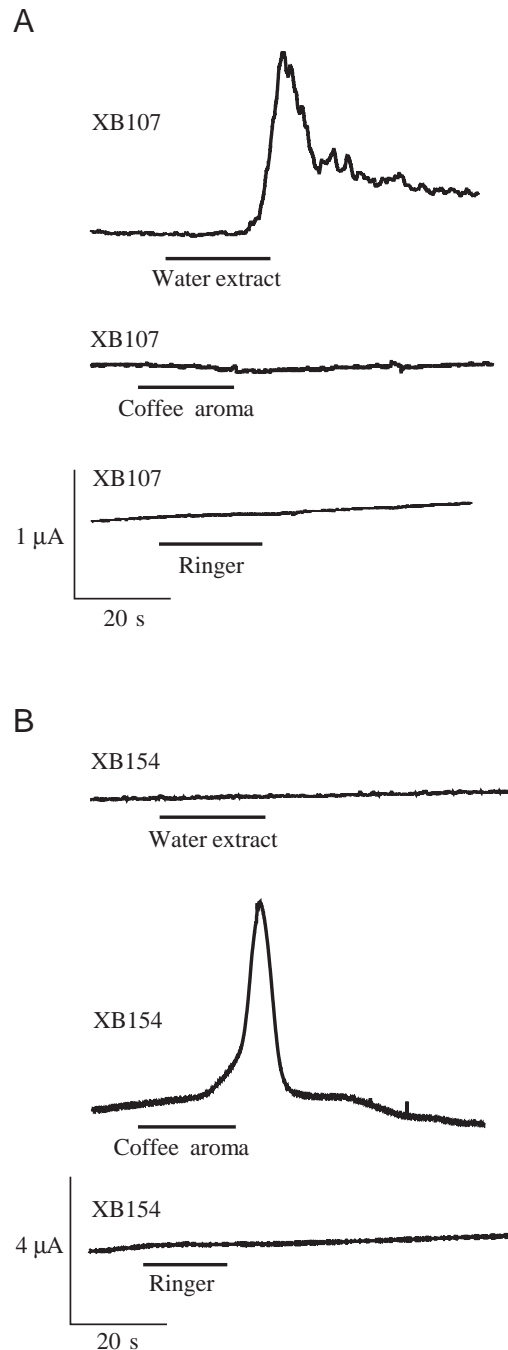 A
XB107
Water extract
XB107
Coffee aroma
XB107
1 μA
Ringer
20 s
B
XB154
Water extract
XB154
Coffee aroma
XB154
4 μA
Ringer
20 s